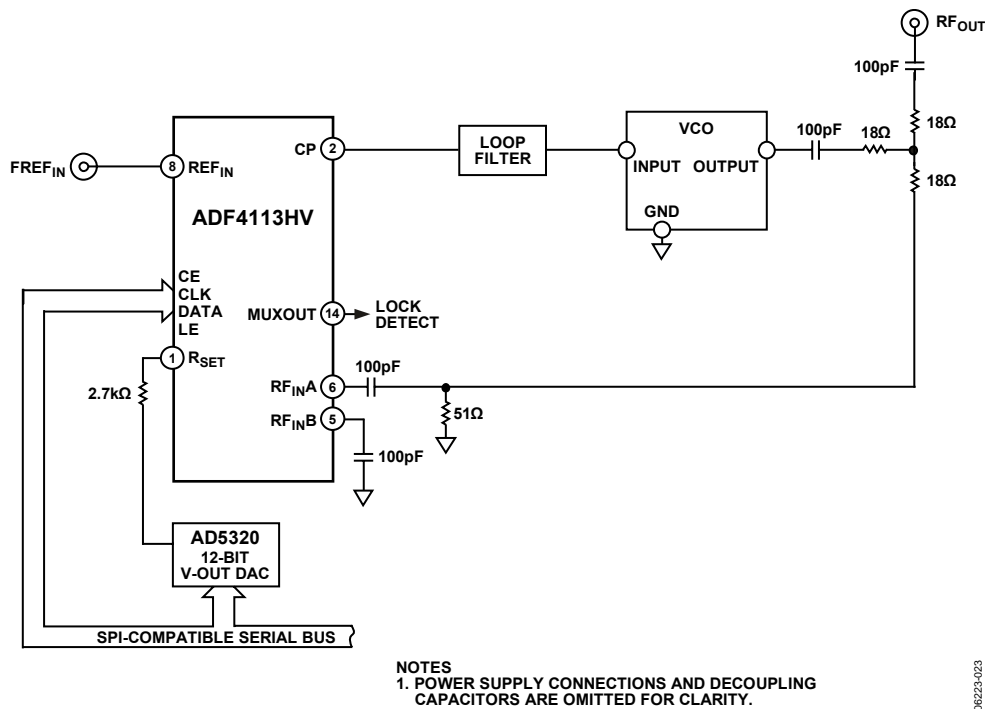 RFOUT
100pF
18Ω
VCO
100pF
18Ω
18Ω
CP 2
LOOP
FILTER
INPUT OUTPUT
GND
FREFIN
8 REFIN
ADF4113HV
CE
CLK
DATA
LE
MUXOUT 14
LOCK
DETECT
1 RSET
2.7kΩ
RFINA 6
100pF
51Ω
RFINB 5
100pF
AD5320
12-BIT
V-OUT DAC
SPI-COMPATIBLE SERIAL BUS
NOTES
1. POWER SUPPLY CONNECTIONS AND DECOUPLING
CAPACITORS ARE OMITTED FOR CLARITY.
06223-023